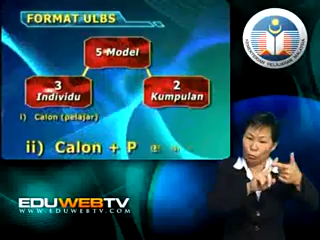 FORMAT ULBS
5 Model
3
Individu
2
Kumpulan
i) Calon (pelajar)
ii) Calon + P
EDUWEBTV
WWW.EDUWEBTV.COM